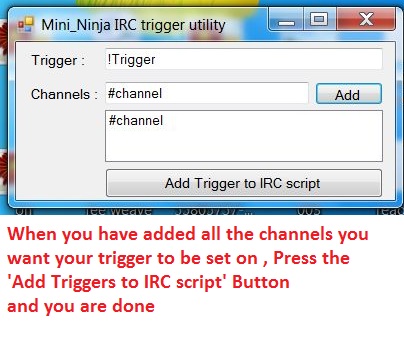 Mini_Ninja IRC trigger utility
Trigger : !Trigger
Channels : #channel Add
#channel
Add Trigger to IRC script
When you have added all the channels you
want your trigger to be set on , Press the
'Add Triggers to IRC script' Button
and you are done